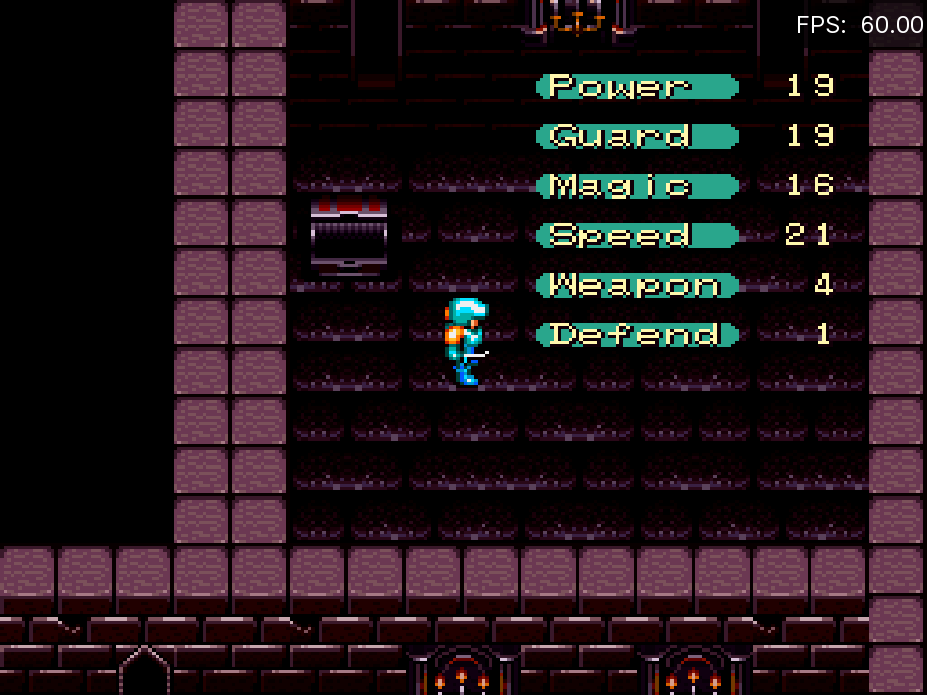 FPS: 60.00
Power 19
Guard 19
Magic 16
Speed 21
Weapon 4
Defend 1